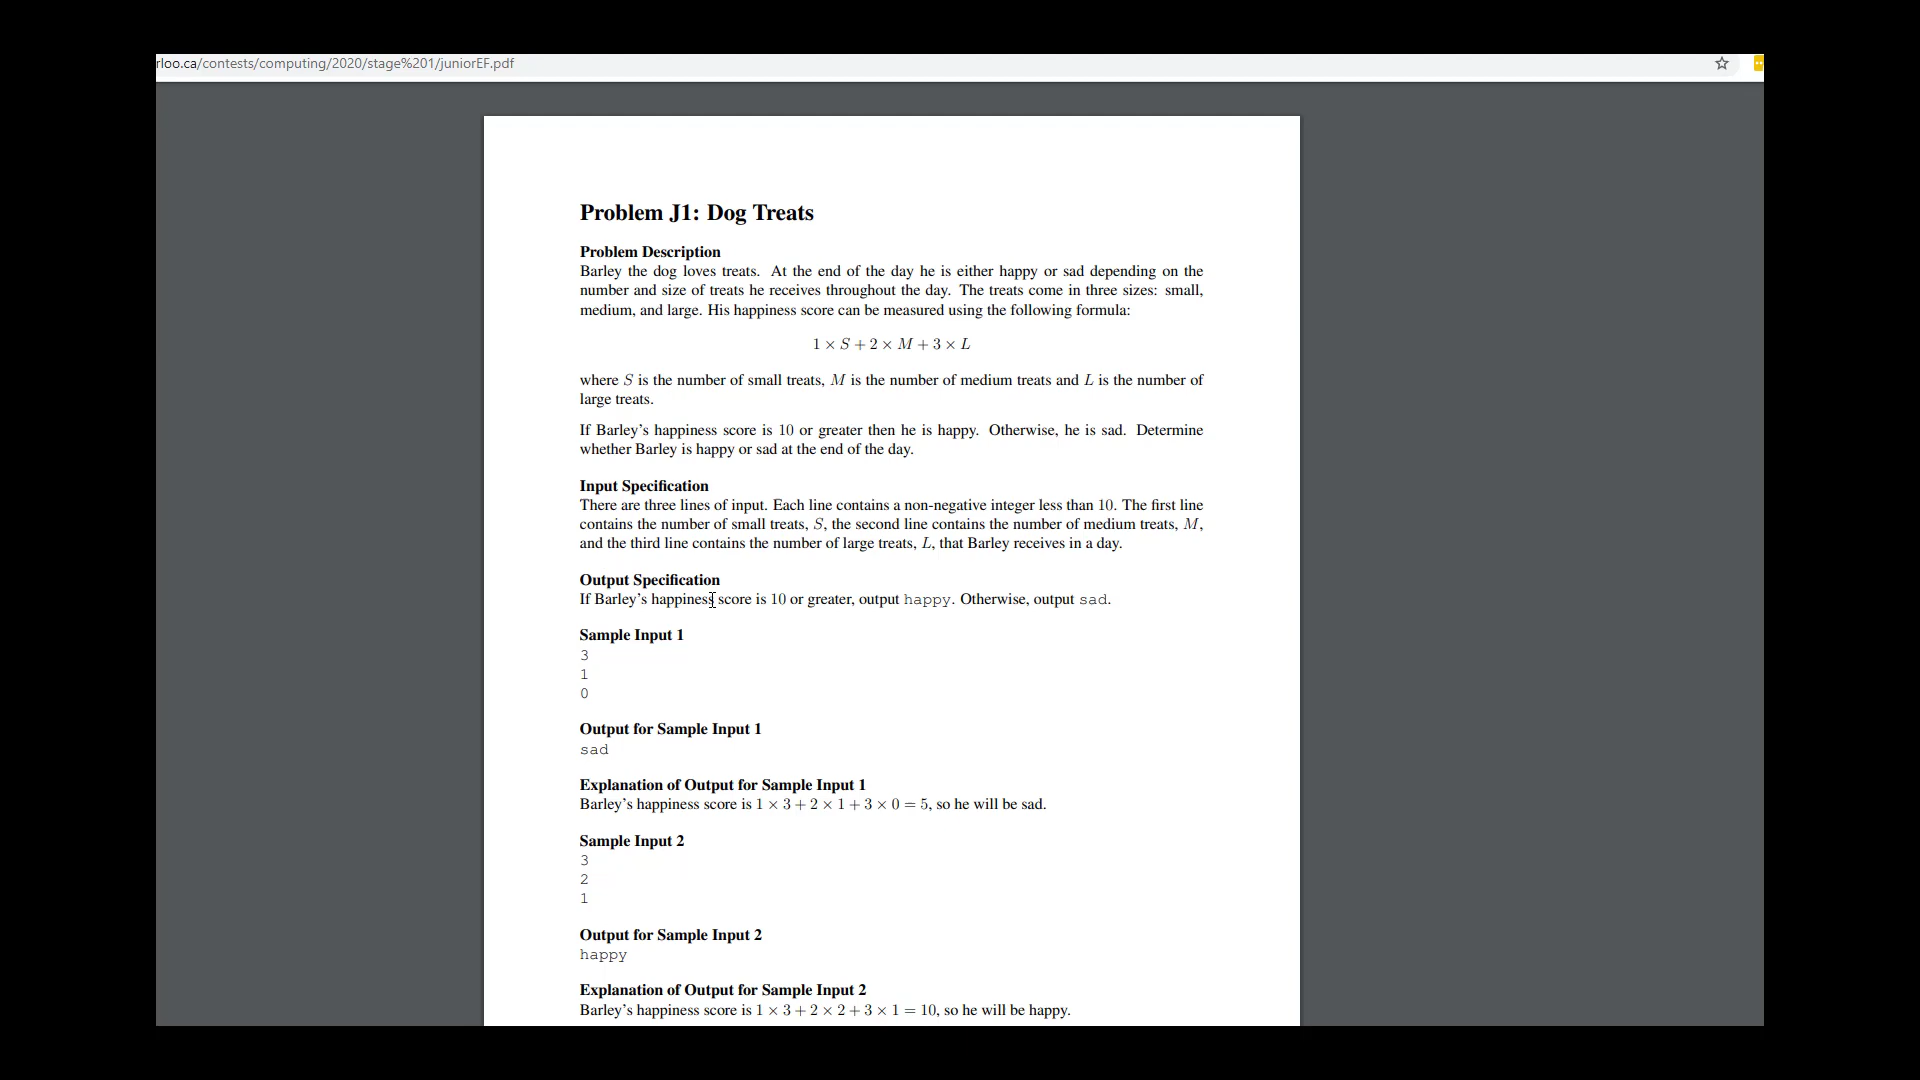 rloo.ca/contests/computing/2020/stage%201/juniorEF.pdf
Problem J1: Dog Treats
Problem Description
Barley the dog loves treats. At the end of the day he is either happy or sad depending on the
number and size of treats he receives throughout the day. The treats come in three sizes: small,
medium, and large. His happiness score can be measured using the following formula:
1 × S + 2 × M + 3 × L
where S is the number of small treats, M is the number of medium treats and L is the number of
large treats.
If Barley's happiness score is 10 or greater then he is happy. Otherwise, he is sad. Determine
whether Barley is happy or sad at the end of the day.
Input Specification
There are three lines of input. Each line contains a non-negative integer less than 10. The first line
contains the number of small treats, S, the second line contains the number of medium treats, M,
and the third line contains the number of large treats, L, that Barley receives in a day.
Output Specification
If Barley's happiness score is 10 or greater, output happy. Otherwise, output sad.
Sample Input 1
3
1
0
Output for Sample Input 1
sad
Explanation of Output for Sample Input 1
Barley's happiness score is 1 × 3 + 2 × 1 + 3 × 0 = 5, so he will be sad.
Sample Input 2
3
2
1
Output for Sample Input 2
happy
Explanation of Output for Sample Input 2
Barley's happiness score is 1 × 3 + 2 × 2 + 3 × 1 = 10, so he will be happy.